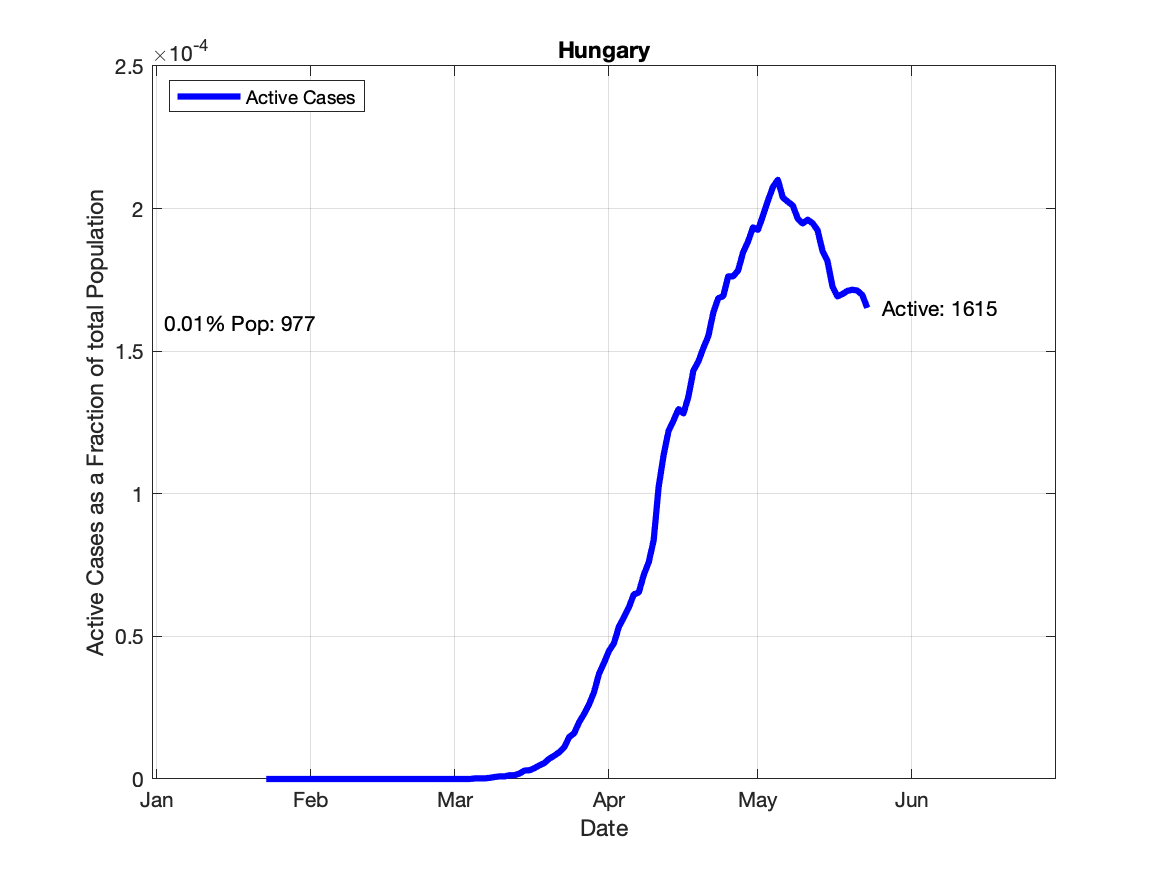 Hungary
×10-4
2.5
2
1.5
1
0.5
0
Active Cases
0.01% Pop: 977
Active: 1615
Active Cases as a Fraction of total Population
Jan Feb Mar Apr May Jun
Date